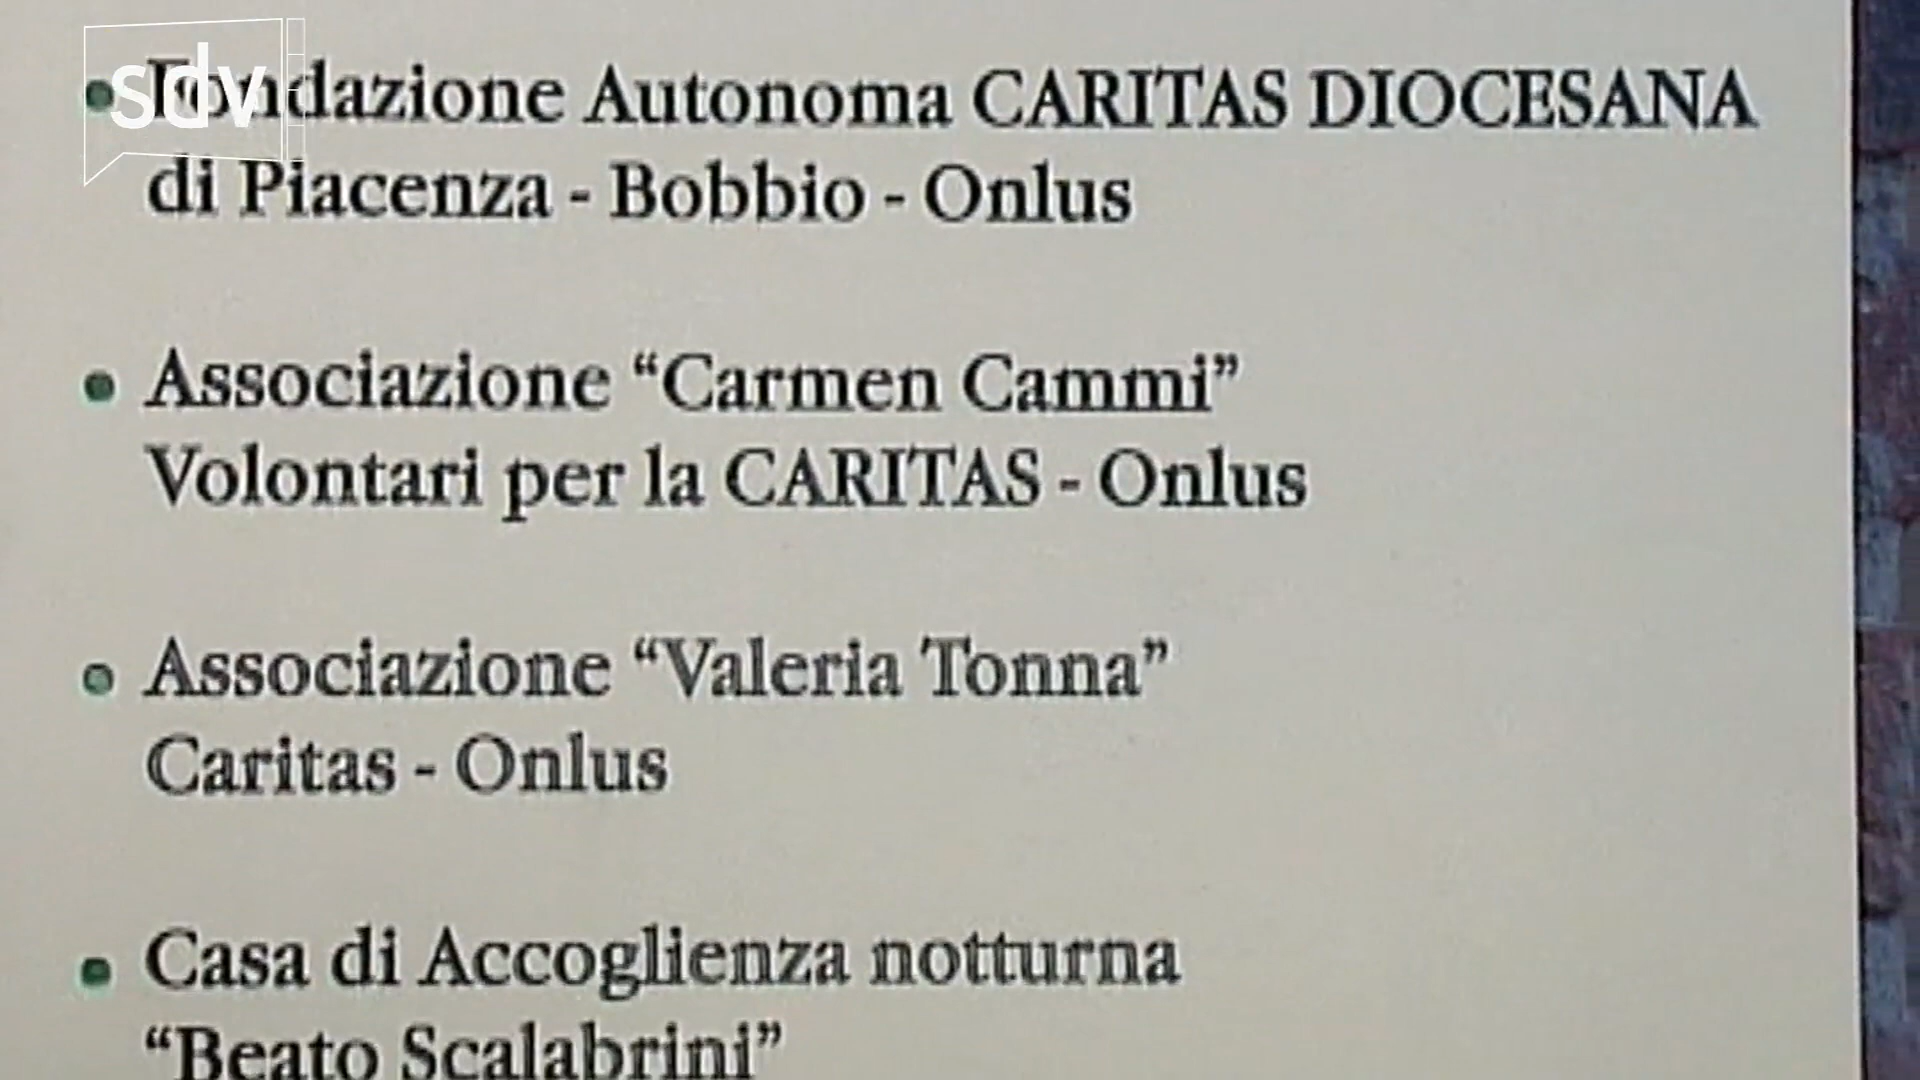 sdv
• Fondazione Autonoma CARITAS DIOCESANA
di Piacenza - Bobbio - Onlus
• Associazione “Carmen Cammi”
Volontari per la CARITAS - Onlus
• Associazione “Valeria Tonna”
Caritas - Onlus
• Casa di Accoglienza notturna
“Beato Scalabrini”